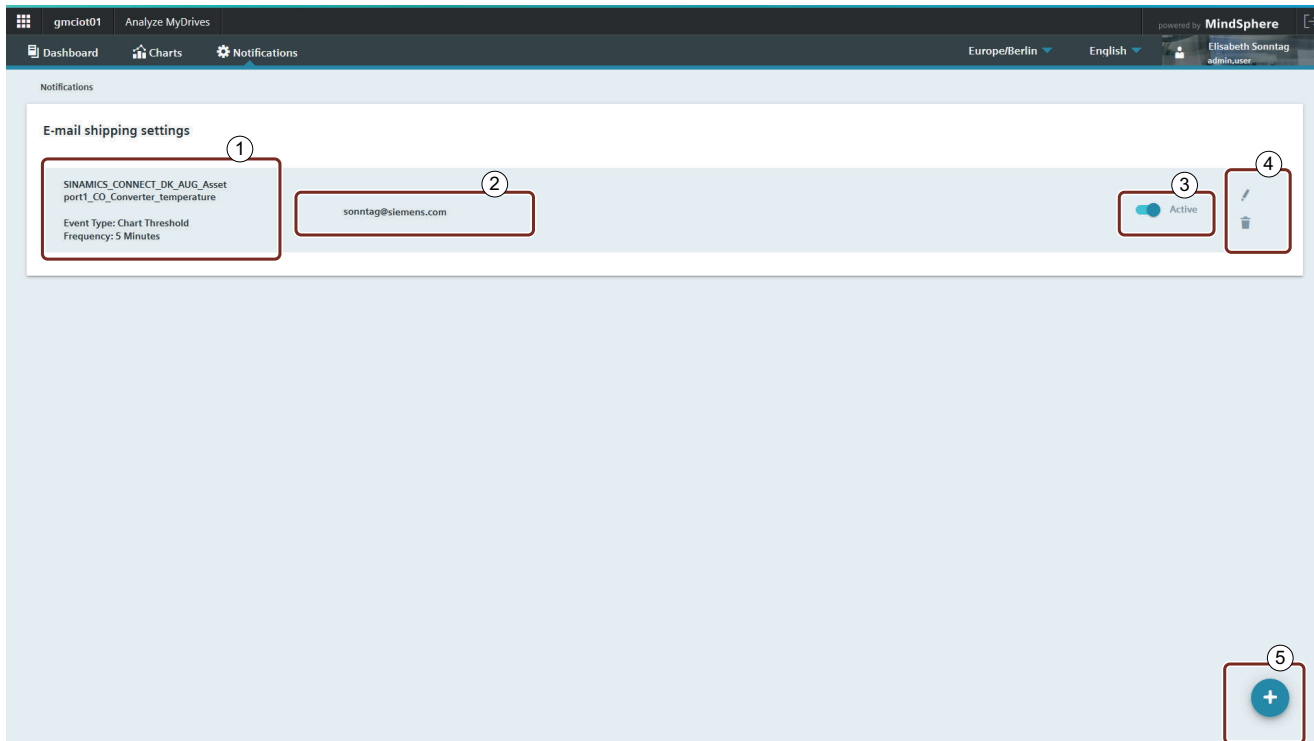 gmciot01 Analyze MyDrives powered by MindSphere
Dashboard Charts Notifications Europe/Berlin English Elisabeth Sonntag
admin,user
Notifications
E-mail shipping settings
1
SINAMICS_CONNECT_DK_AUG_Asset
port1_CO_Converter_temperature
Event Type: Chart Threshold
Frequency: 5 Minutes
2
sonntag@siemens.com
3
Active
4
5